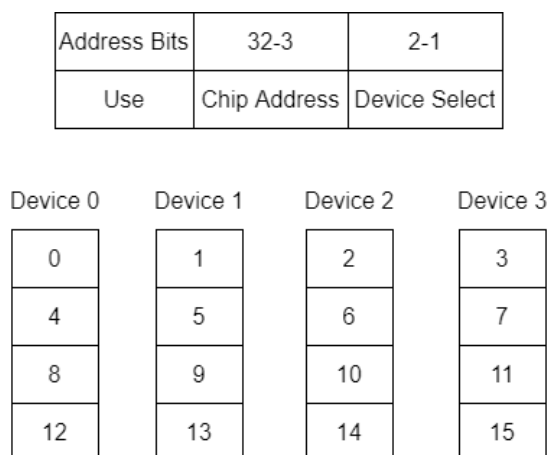 Address Bits 32-3 2-1
Use Chip Address Device Select
Device 0 Device 1 Device 2 Device 3
0 1 2 3
4 5 6 7
8 9 10 11
12 13 14 15